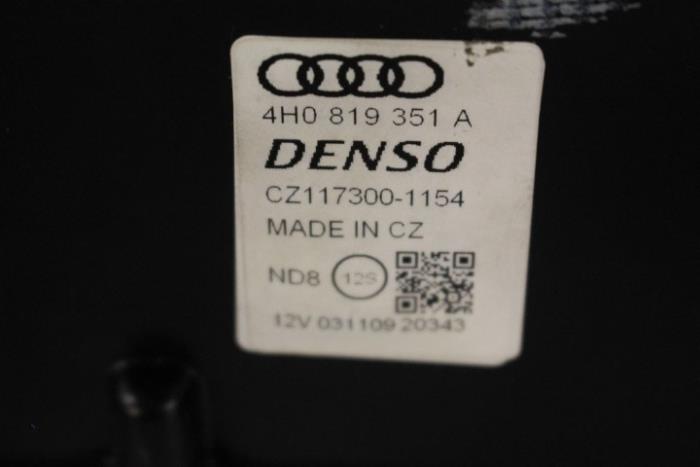 4H0 819 351 A
DENSO
CZ117300-1154
MADE IN CZ
ND8 12S
12V 031109 20343